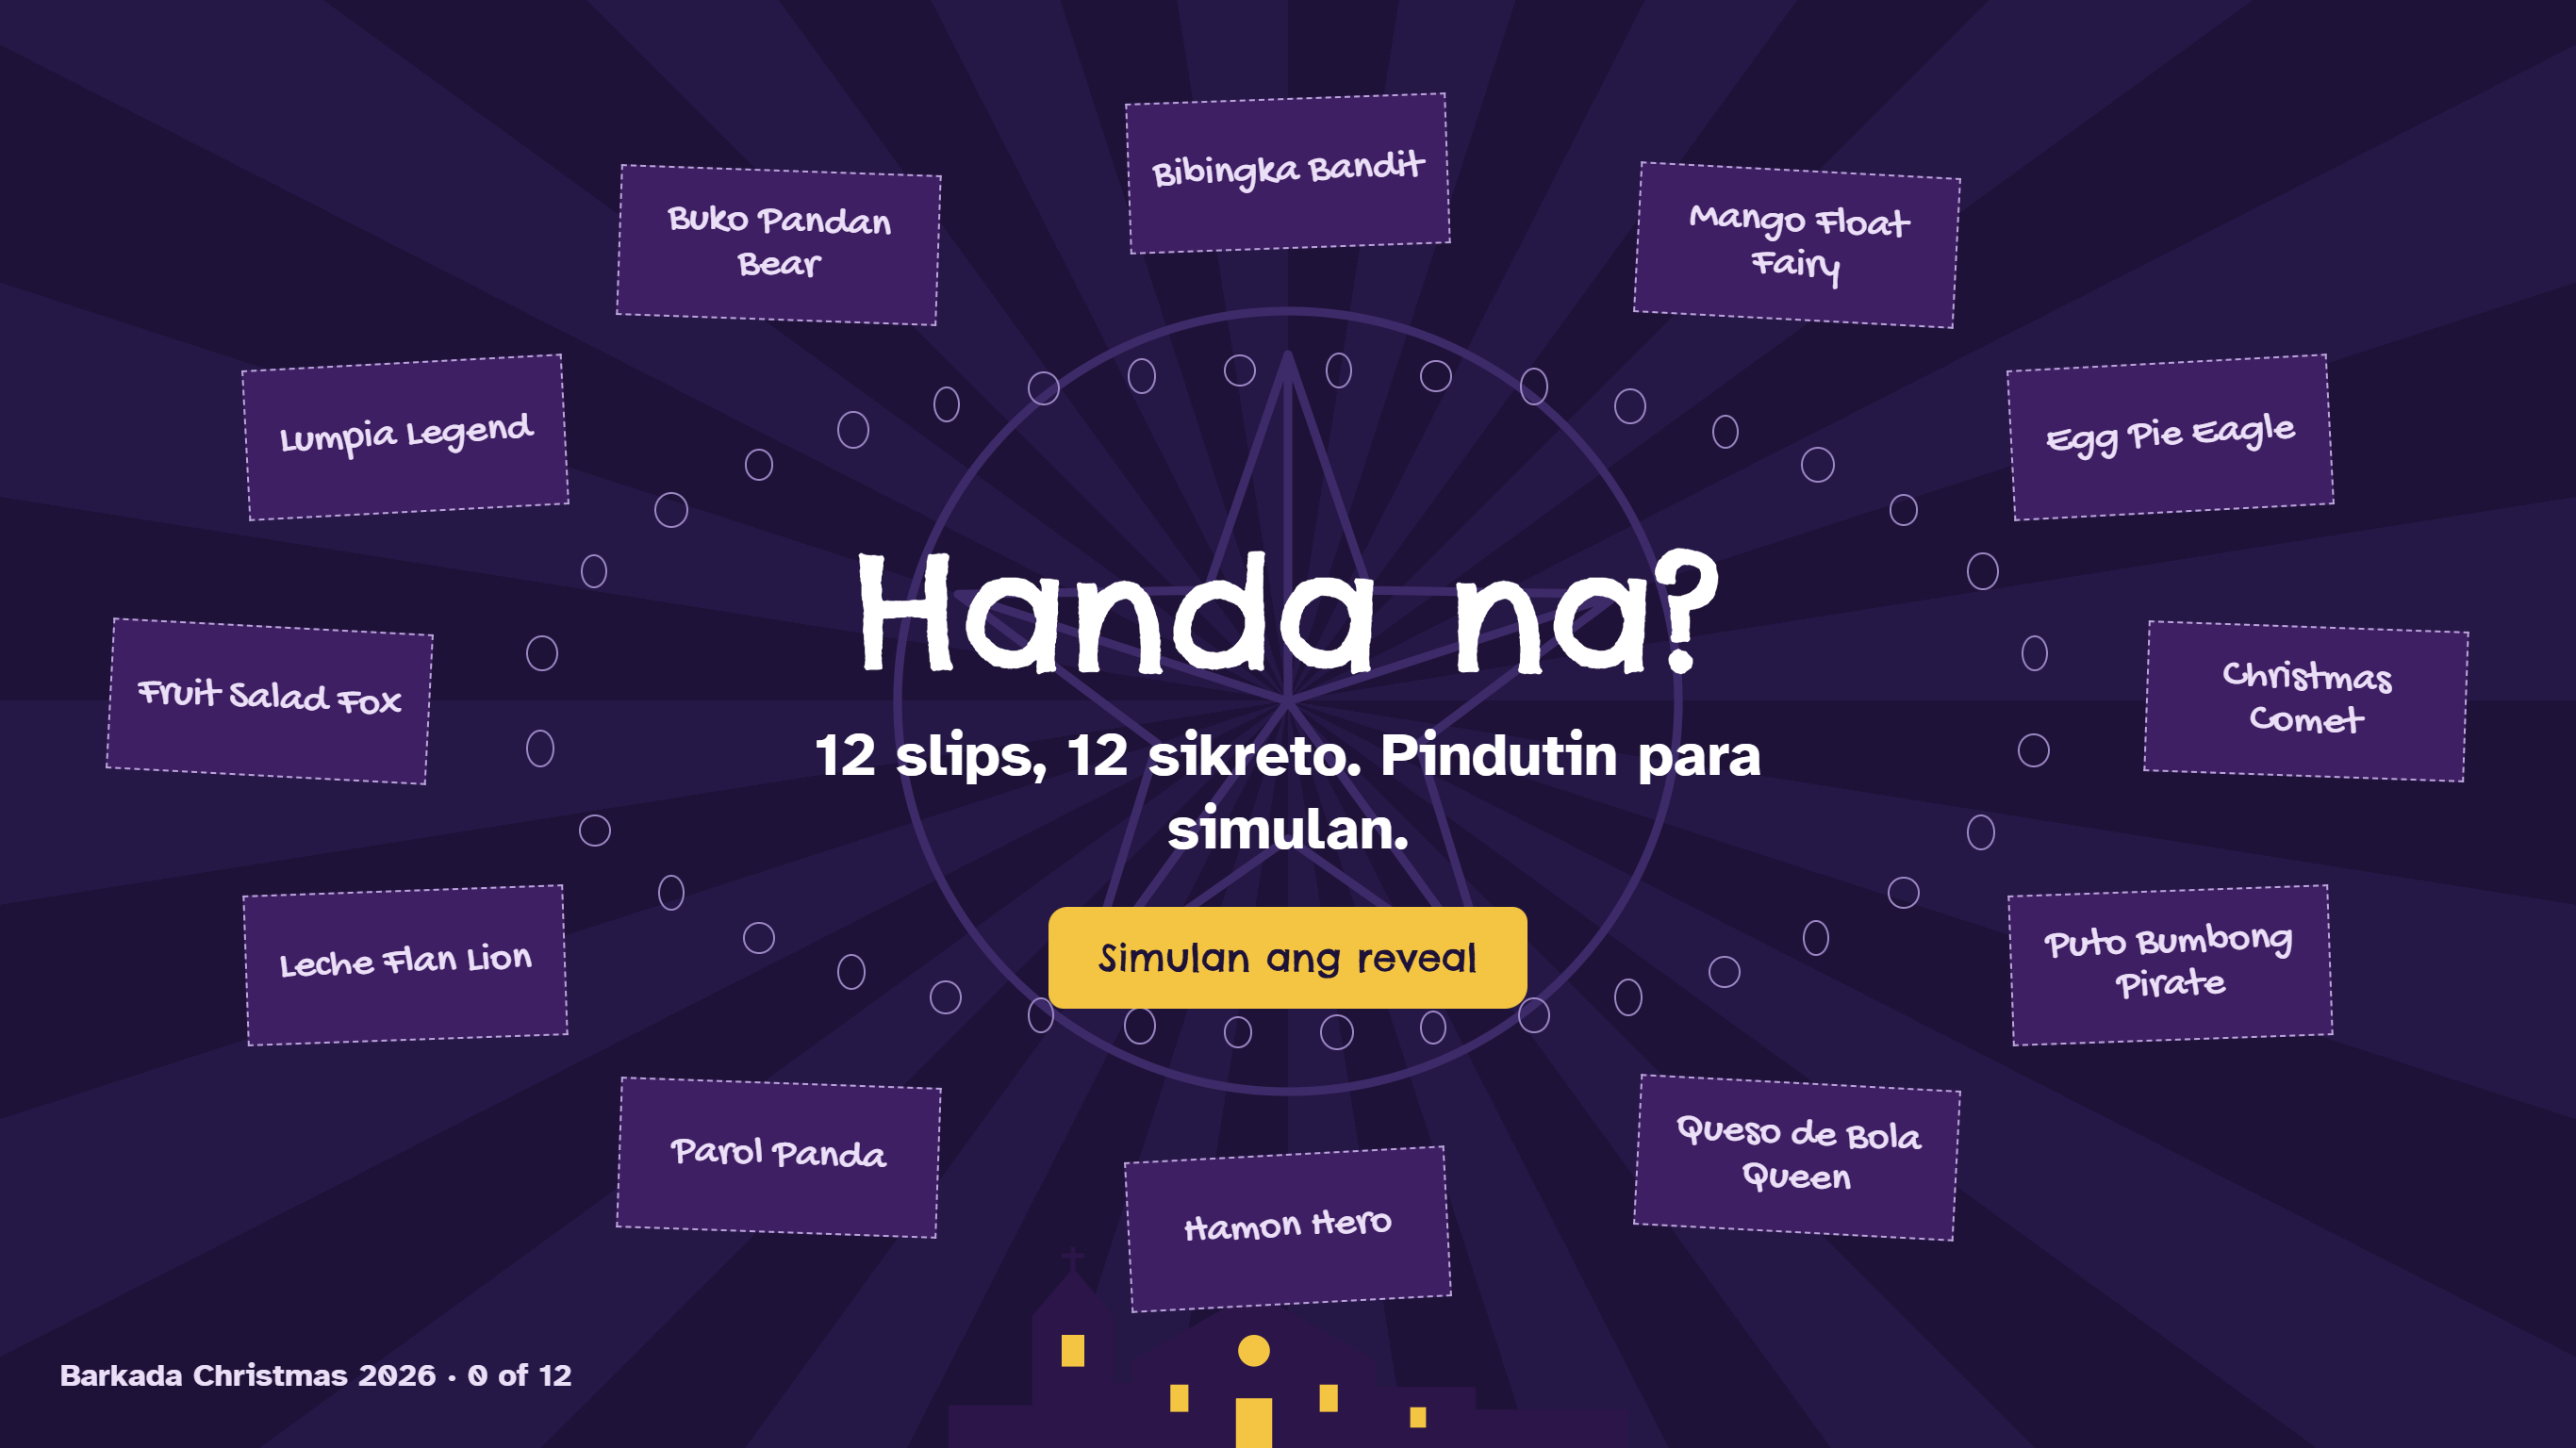 Bibingka Bandit
Buko Pandan
Bear
Mango Float
Fairy
Lumpia Legend
Egg Pie Eagle
Handa na?
Fruit Salad Fox
Christmas
Comet
12 slips, 12 sikreto. Pindutin para
simulan.
Simulan ang reveal
Leche Flan Lion
Puto Bumbong
Pirate
Parol Panda
Queso de Bola
Queen
Hamon Hero
Barkada Christmas 2026 · 0 of 12